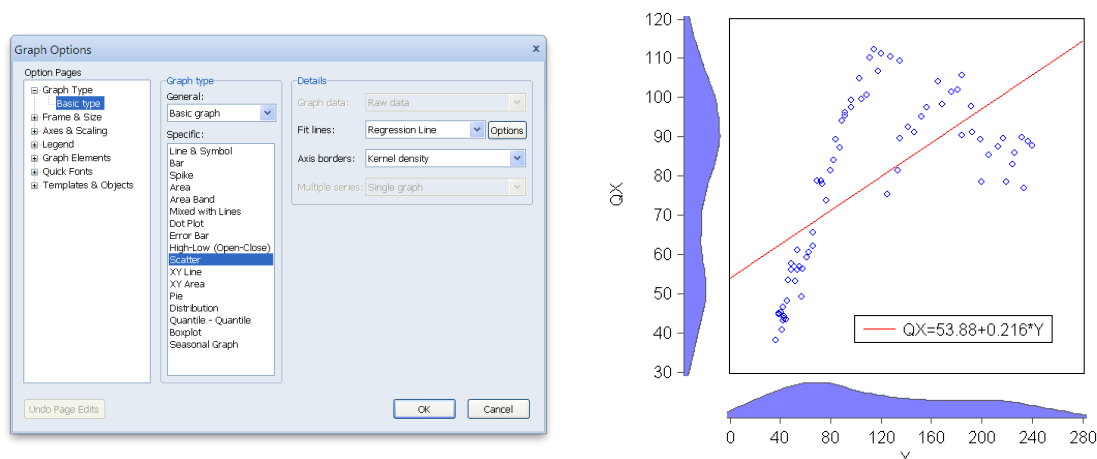 Graph Options
x
Option Pages
Graph Type
Basic type
Frame & Size
Axes & Scaling
Legend
Graph Elements
Quick Fonts
Templates & Objects
Graph type
General:
Basic graph
Specific:
Line & Symbol
Bar
Spike
Area
Area Band
Mixed with Lines
Dot Plot
Error Bar
High-Low (Open-Close)
Scatter
XY Line
XY Area
Pie
Distribution
Quantile - Quantile
Boxplot
Seasonal Graph
Details
Graph data: Raw data
Fit lines: Regression Line Options
Axis borders: Kernel density
Multiple series: Single graph
Undo Page Edits
OK
Cancel
120
110
100
90
80
70
60
50
40
30
QX
QX=53.88+0.216*Y
0 40 80 120 160 200 240 280
Y